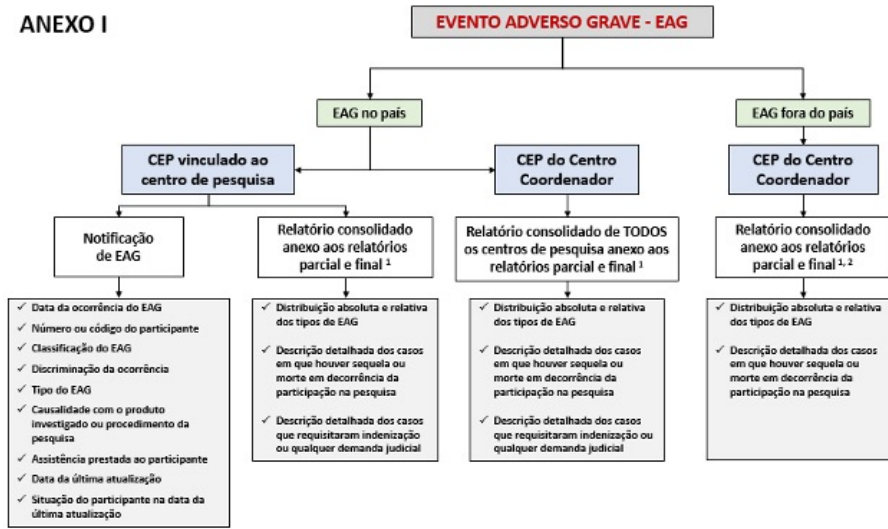 ANEXO I
EVENTO ADVERSO GRAVE - EAG
EAG no país
EAG fora do país
CEP vinculado ao
centro de pesquisa
CEP do Centro
Coordenador
CEP do Centro
Coordenador
Notificação
de EAG
Relatório consolidado
anexo aos relatórios
parcial e final ¹
Relatório consolidado de TODOS
os centros de pesquisa anexo aos
relatórios parcial e final ¹
Relatório consolidado
anexo aos relatórios
parcial e final ¹, ²
✓ Data da ocorrência do EAG
✓ Número ou código do participante
✓ Classificação do EAG
✓ Discriminação da ocorrência
✓ Tipo do EAG
✓ Causalidade com o produto
investigado ou procedimento da
pesquisa
✓ Assistência prestada ao participante
✓ Data da última atualização
✓ Situação do participante na data da
última atualização
✓ Distribuição absoluta e relativa
dos tipos de EAG
✓ Descrição detalhada dos casos
em que houver sequela ou
morte em decorrência da
participação na pesquisa
✓ Descrição detalhada dos casos
que requisitaram indenização
ou qualquer demanda judicial
✓ Distribuição absoluta e relativa
dos tipos de EAG
✓ Descrição detalhada dos casos
em que houver sequela ou
morte em decorrência da
participação na pesquisa
✓ Descrição detalhada dos casos
que requisitaram indenização ou
qualquer demanda judicial
✓ Distribuição absoluta e relativa
dos tipos de EAG
✓ Descrição detalhada dos casos
em que houver sequela ou
morte em decorrência da
participação na pesquisa